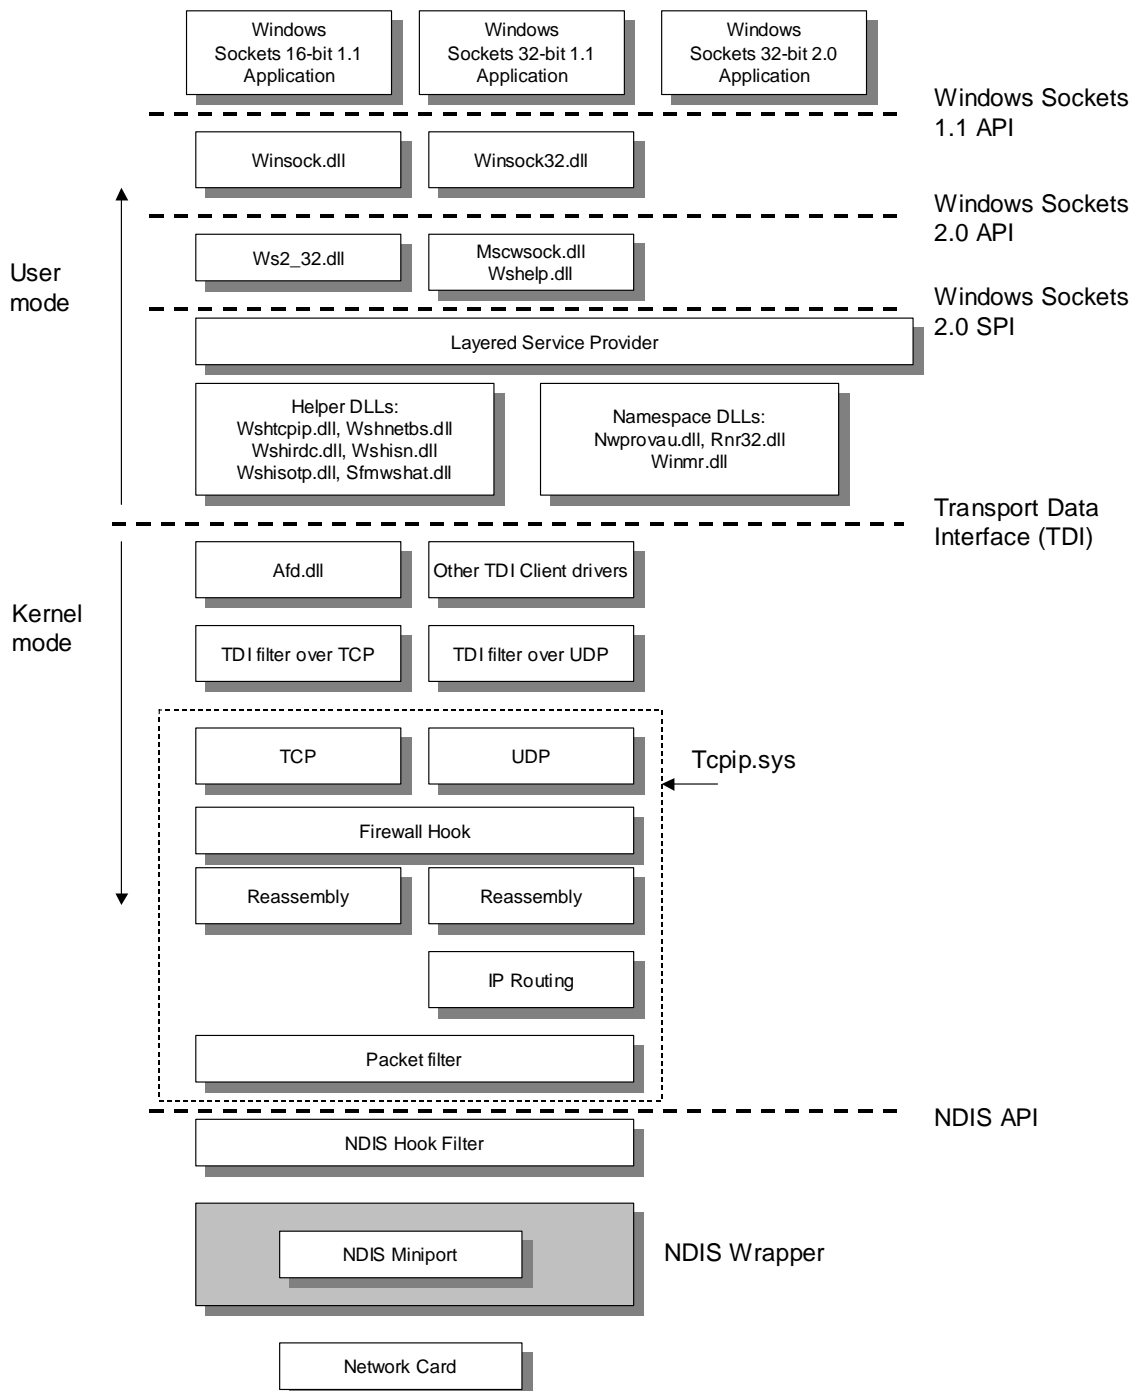 Windows
Sockets 16-bit 1.1
Application
Windows
Sockets 32-bit 1.1
Application
Windows
Sockets 32-bit 2.0
Application
Windows Sockets
1.1 API
Winsock.dll
Winsock32.dll
Windows Sockets
2.0 API
User
mode
Ws2_32.dll
Mscwsock.dll
Wshelp.dll
Windows Sockets
2.0 SPI
Layered Service Provider
Helper DLLs:
Wshtcpip.dll, Wshnetbs.dll
Wshirdc.dll, Wshisn.dll
Wshisotp.dll, Sfmwshat.dll
Namespace DLLs:
Nwprovau.dll, Rnr32.dll
Winmr.dll
Transport Data
Interface (TDI)
Afd.dll
Other TDI Client drivers
Kernel
mode
TDI filter over TCP
TDI filter over UDP
TCP
UDP
Tcpip.sys
Firewall Hook
Reassembly
Reassembly
IP Routing
Packet filter
NDIS API
NDIS Hook Filter
NDIS Miniport
NDIS Wrapper
Network Card